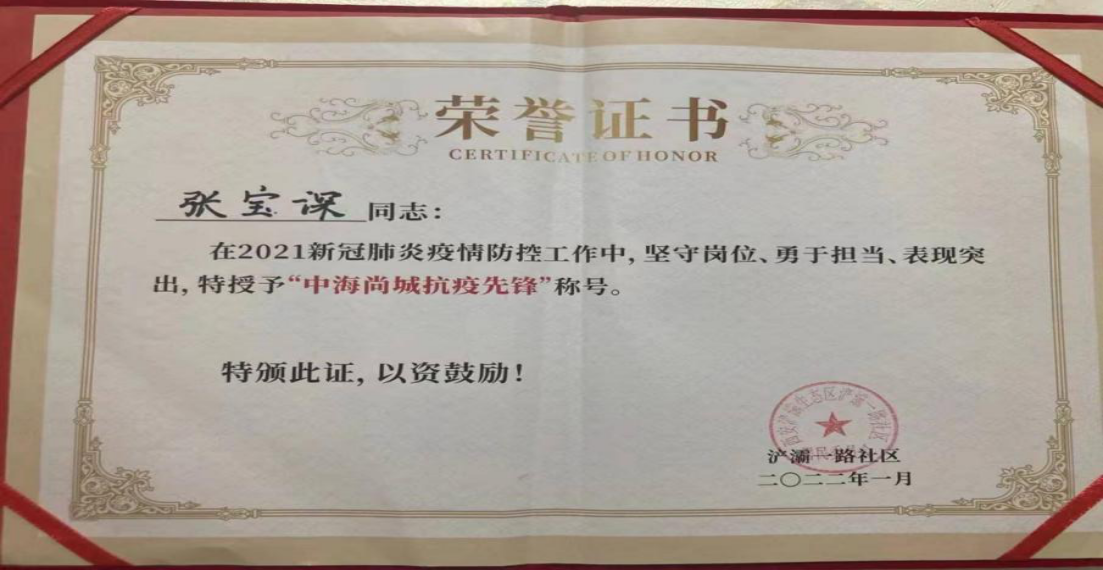 荣誉证书
CERTIFICATE OF HONOR
张宝深 同志：
在2021新冠肺炎疫情防控工作中，坚守岗位、勇于担当、表现突
出，特授予“中海尚城抗疫先锋”称号。
特颁此证，以资鼓励！
浐灞一路社区
二〇二二年一月